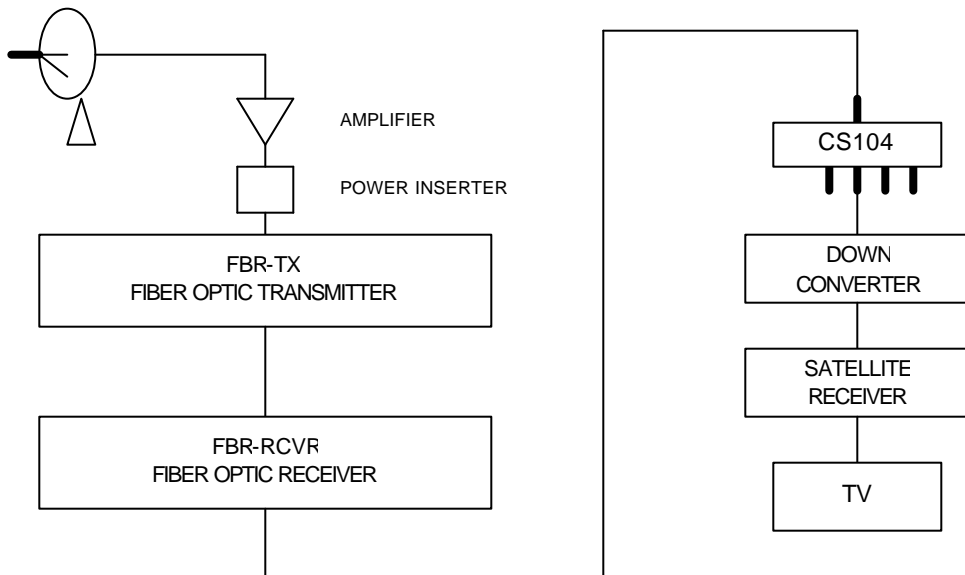 AMPLIFIER
POWER INSERTER
FBR-TX
FIBER OPTIC TRANSMITTER
FBR-RCVR
FIBER OPTIC RECEIVER
CS104
DOWN
CONVERTER
SATELLITE
RECEIVER
TV